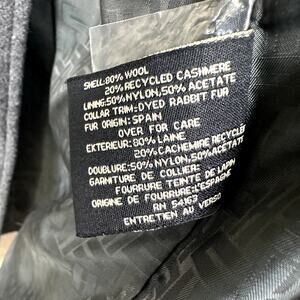 SHELL:80% WOOL
20% RECYCLED CASHMERE
LINING:50%NYLON,50% ACETATE
COLLAR TRIM:DYED RABBIT FUR
FUR ORIGIN:SPAIN
OVER FOR CARE
EXTERIEUR:80% LAINE
20% CACHEMIRE RECYCLÉ
DOUBLURE:50%NYLON,50% ACÉTATE
GARNITURE DE COLLIER:
FOURRURE TEINTE DE LAPIN
ORIGINE DE FOURRURE:L'ESPAGNE
RN 54163
ENTRETIEN AU VERSO